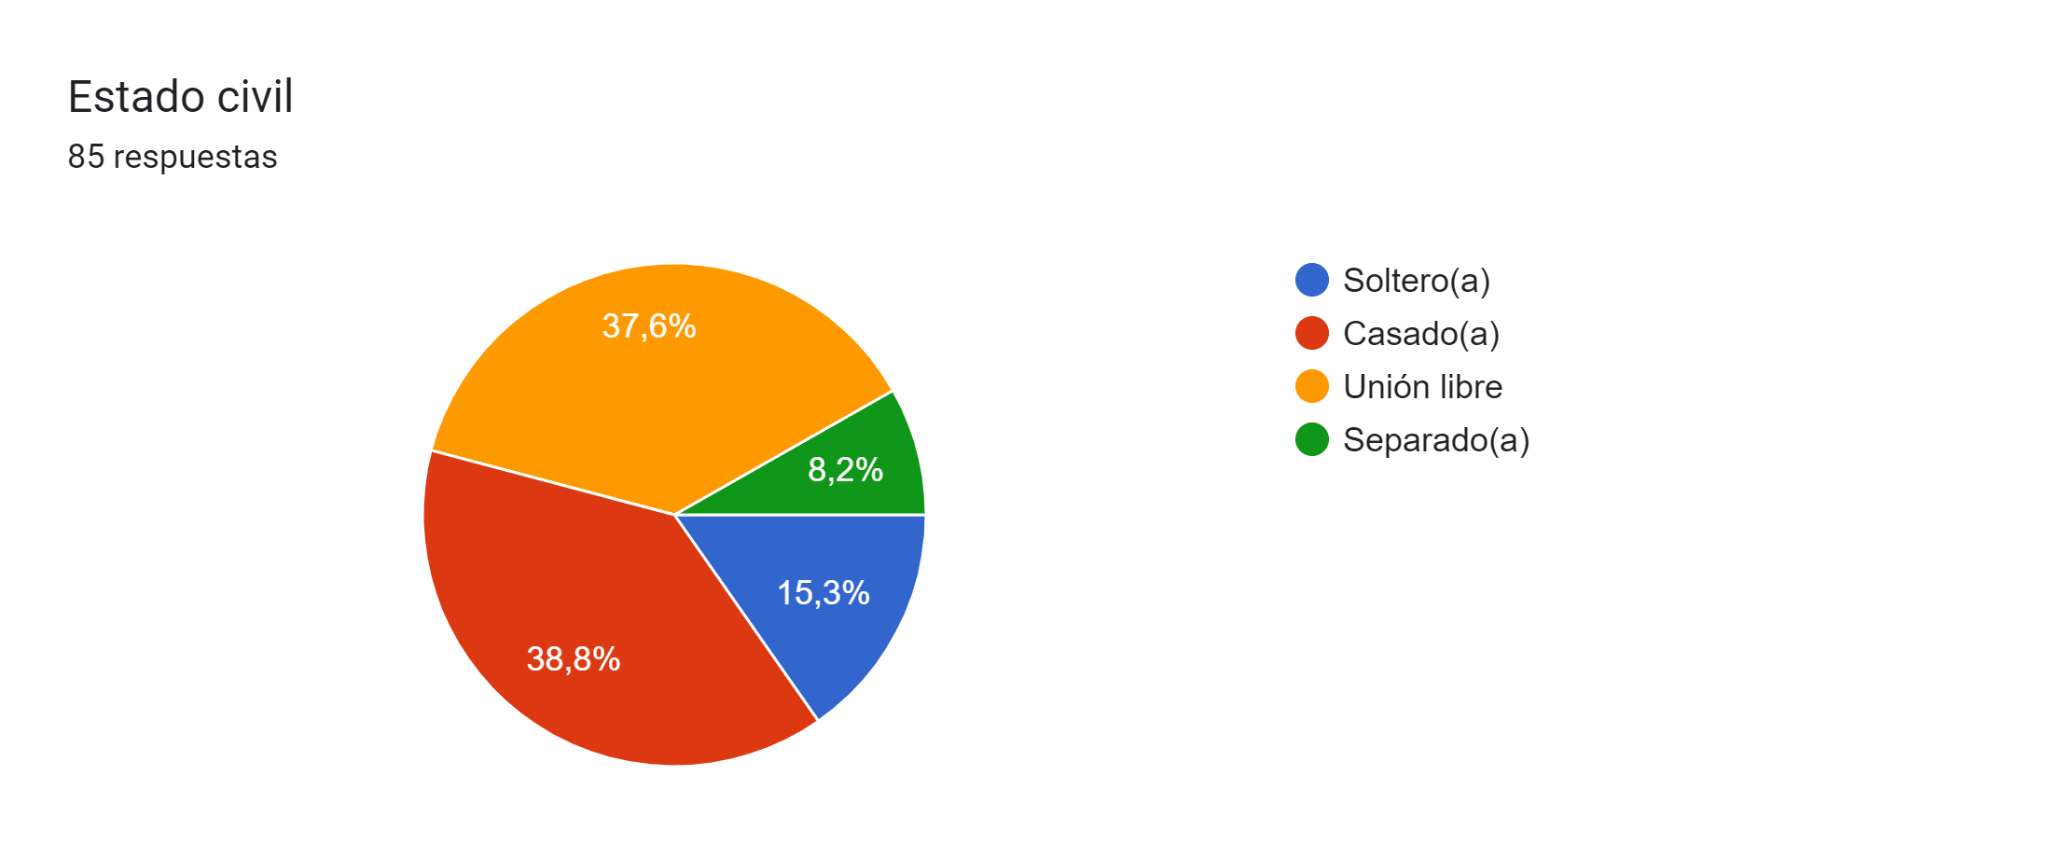 Estado civil
85 respuestas
37,6%
8,2%
15,3%
38,8%
Soltero(a)
Casado(a)
Unión libre
Separado(a)